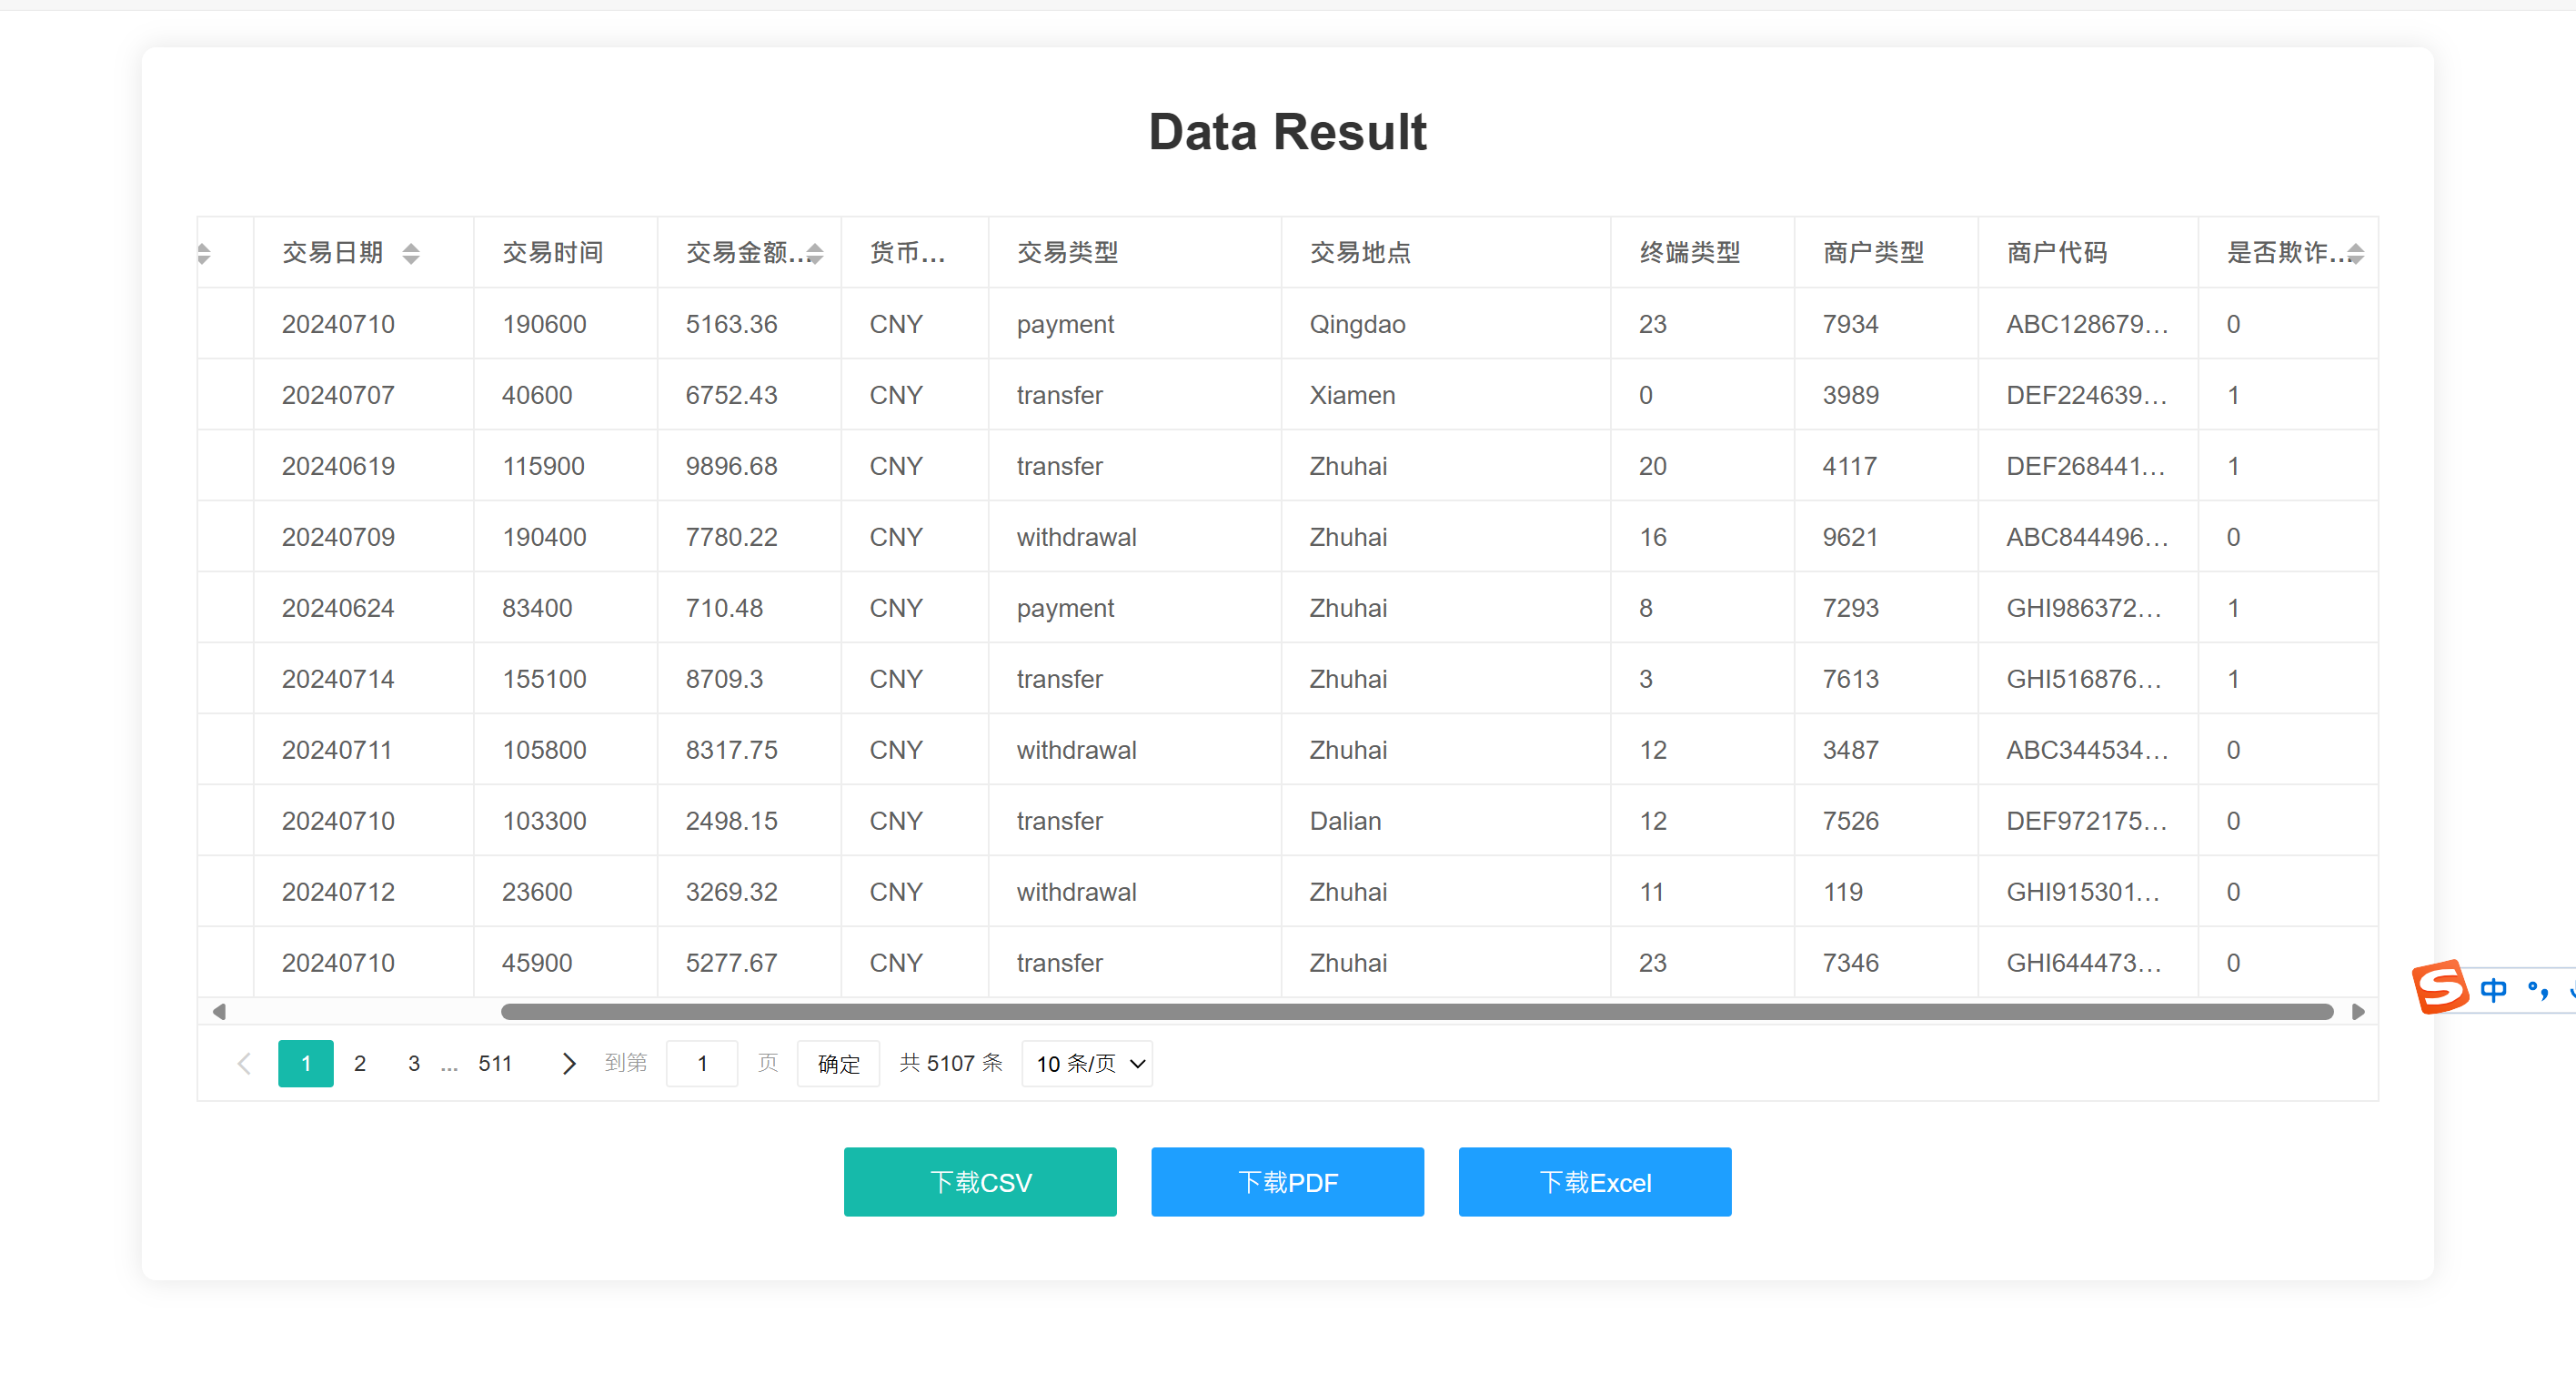 Data Result
交易日期 交易时间 交易金额... 货币... 交易类型 交易地点 终端类型 商户类型 商户代码 是否欺诈...
20240710 190600 5163.36 CNY payment Qingdao 23 7934 ABC128679... 0
20240707 40600 6752.43 CNY transfer Xiamen 0 3989 DEF224639... 1
20240619 115900 9896.68 CNY transfer Zhuhai 20 4117 DEF268441... 1
20240709 190400 7780.22 CNY withdrawal Zhuhai 16 9621 ABC844496... 0
20240624 83400 710.48 CNY payment Zhuhai 8 7293 GHI986372... 1
20240714 155100 8709.3 CNY transfer Zhuhai 3 7613 GHI516876... 1
20240711 105800 8317.75 CNY withdrawal Zhuhai 12 3487 ABC344534... 0
20240710 103300 2498.15 CNY transfer Dalian 12 7526 DEF972175... 0
20240712 23600 3269.32 CNY withdrawal Zhuhai 11 119 GHI915301... 0
20240710 45900 5277.67 CNY transfer Zhuhai 23 7346 GHI644473... 0
S 中 °,
1 2 3 ... 511 到第 1 页 确定 共 5107 条 10 条/页
下载CSV 下载PDF 下载Excel